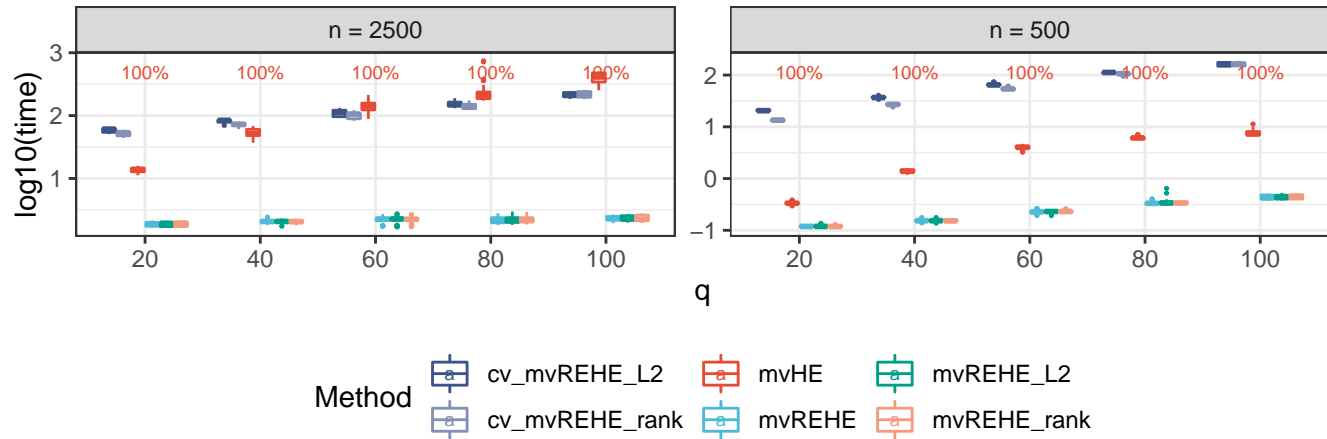 n = 2500
n = 500
log10(time)
3
2
1
100% 100% 100% 100% 100%
20 40 60 80 100
2
1
0
−1
100% 100% 100% 100% 100%
20 40 60 80 100
q
Method
a cv_mvREHE_L2 a mvHE a mvREHE_L2
a cv_mvREHE_rank a mvREHE a mvREHE_rank